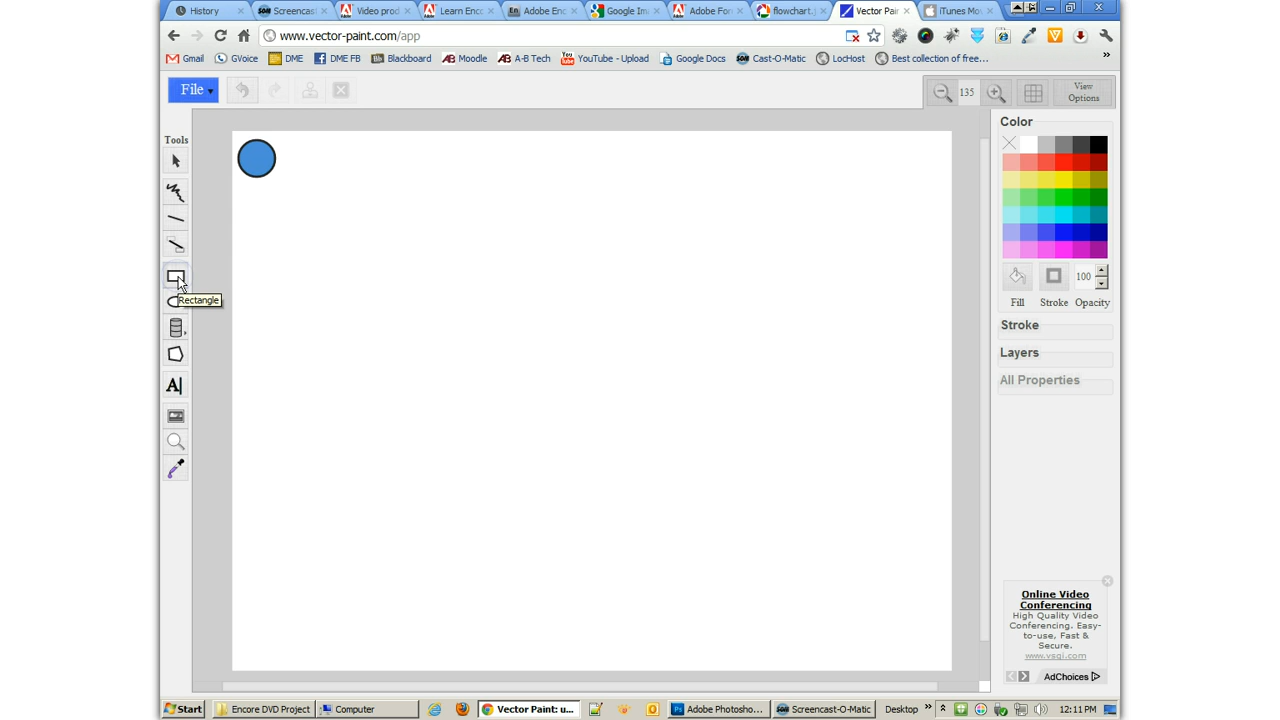 History Screencast Video prod Learn Enco Adobe Enc Google Im Adobe For flowchart.j Vector Pai iTunes Mov
www.vector-paint.com/app
Gmail GVoice DME DME FB Blackboard Moodle A-B Tech YouTube - Upload Google Docs Cast-O-Matic LocHost Best collection of free... »
File 135 View Options
Tools
Color
Rectangle
A
100
Fill Stroke Opacity
Stroke
Layers
All Properties
Online Video
Conferencing
High Quality Video
Conferencing. Easy-
to-use, Fast &
Secure.
www.vsgi.com
AdChoices
Start Encore DVD Project Computer Vector Paint: u... Adobe Photosho... Screencast-O-Matic Desktop » 12:11 PM